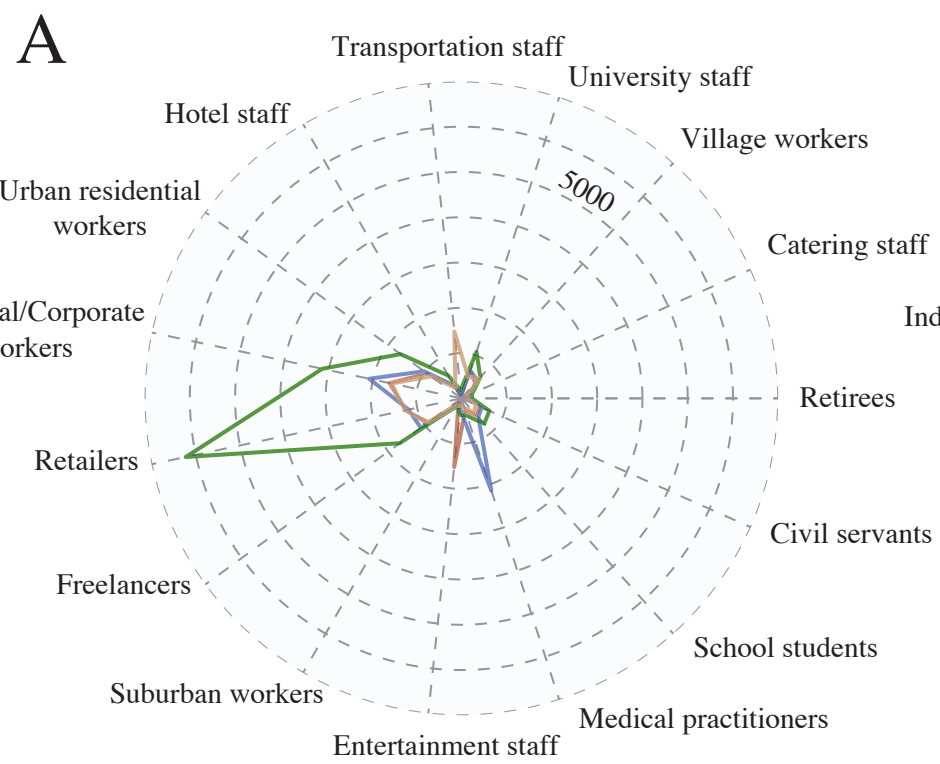 A
Transportation staff
University staff
Hotel staff
Village workers
5000
Urban residential
workers
Catering staff
al/Corporate
orkers
Ind
Retirees
Retailers
Civil servants
Freelancers
School students
Suburban workers
Medical practitioners
Entertainment staff